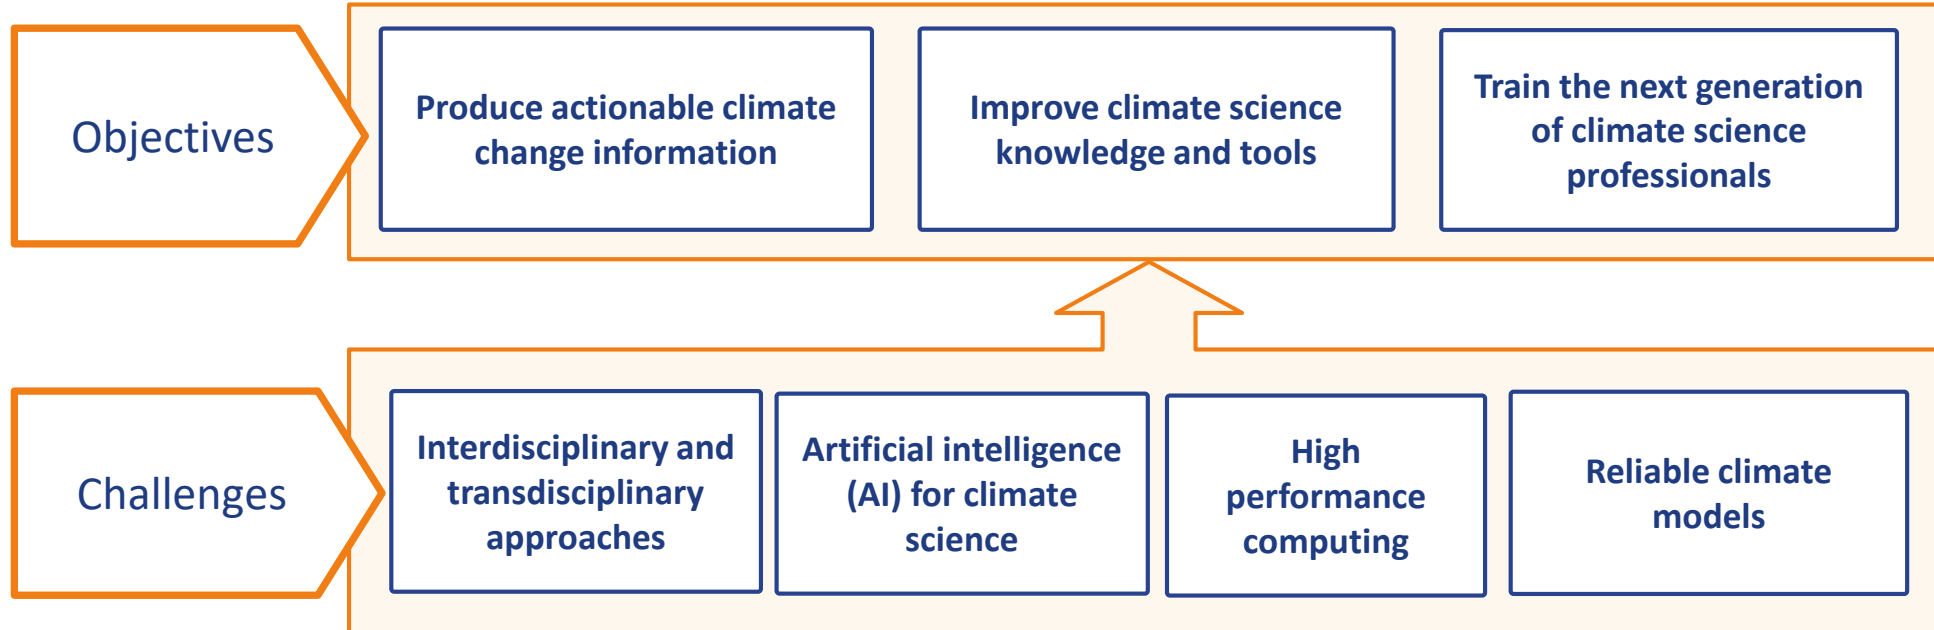 Objectives
Produce actionable climate
change information
Improve climate science
knowledge and tools
Train the next generation
of climate science
professionals
Challenges
Interdisciplinary and
transdisciplinary
approaches
Artificial intelligence
(AI) for climate
science
High
performance
computing
Reliable climate
models